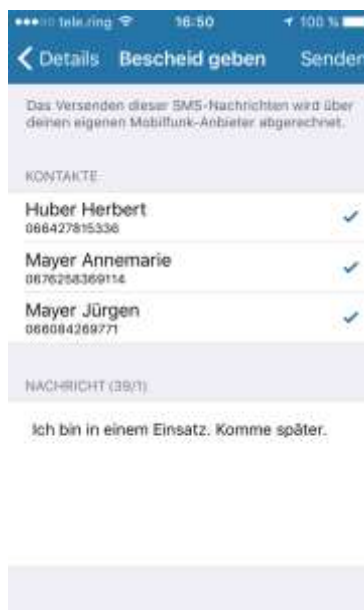 tele.ring 16:50 100 %
Details Bescheid geben Senden
Das Versenden dieser SMS-Nachrichten wird über
deinen eigenen Mobilfunk-Anbieter abgerechnet.
KONTAKTE
Huber Herbert
066427815336
Mayer Annemarie
0676258369114
Mayer Jürgen
066084269771
NACHRICHT (39/1)
Ich bin in einem Einsatz. Komme später.